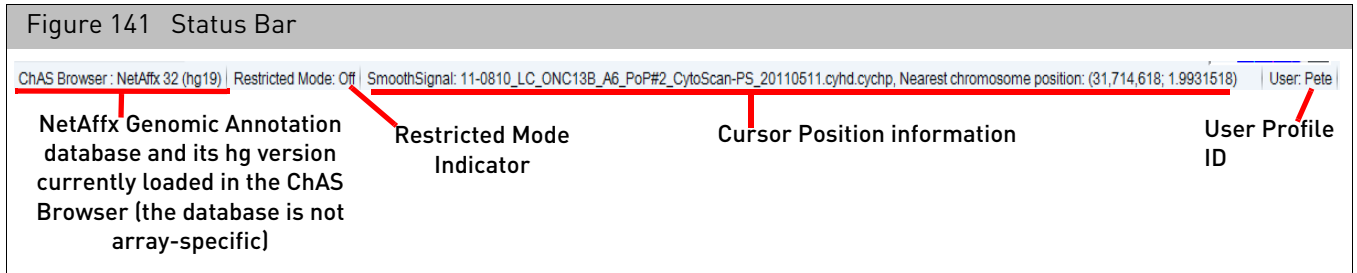 Figure 141 Status Bar
ChAS Browser : NetAffx 32 (hg19) Restricted Mode: Off SmoothSignal: 11-0810_LC_ONC13B_A6_PoP#2_CytoScan-PS_20110511.cyhd.cychp, Nearest chromosome position: (31,714,618; 1.9931518) User: Pete
NetAffx Genomic Annotation
database and its hg version
currently loaded in the ChAS
Browser (the database is not
array-specific)
Restricted Mode
Indicator
Cursor Position information
User Profile
ID